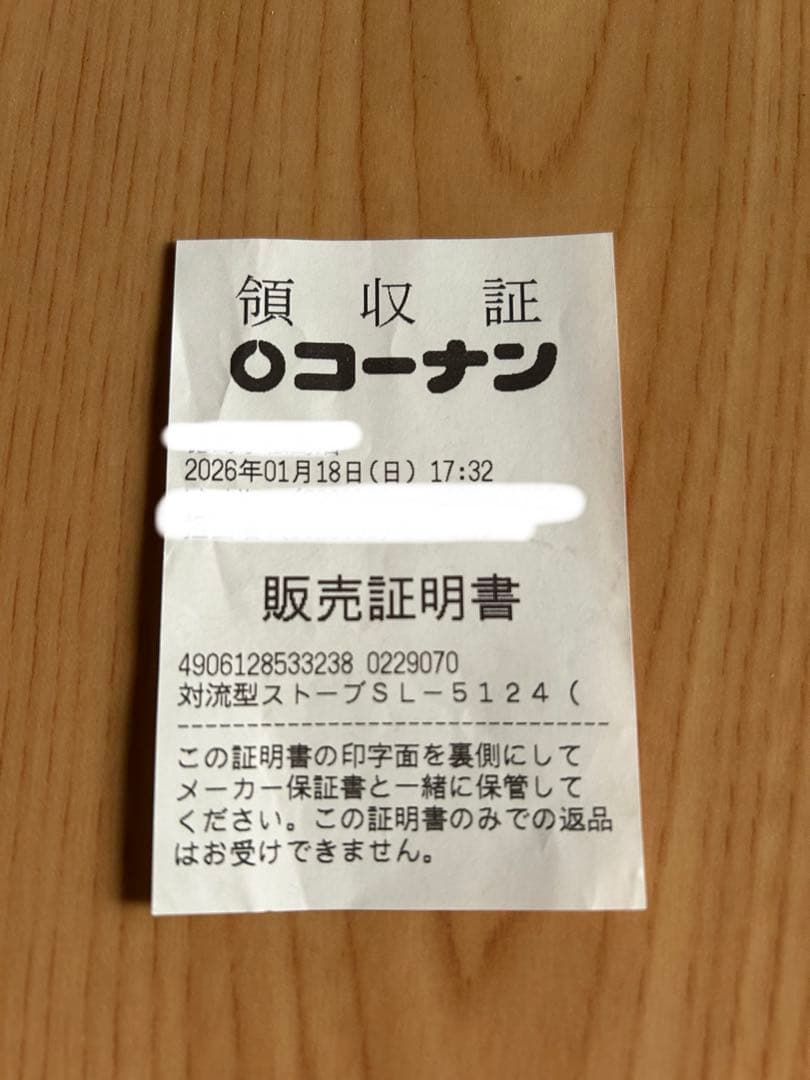 領収証
コーナン
2026年01月18日(日) 17:32
販売証明書
4906128533238 0229070
対流型ストーブSL-5124(
この証明書の印字面を裏側にして
メーカー保証書と一緒に保管して
ください。この証明書のみでの返品
はお受けできません。